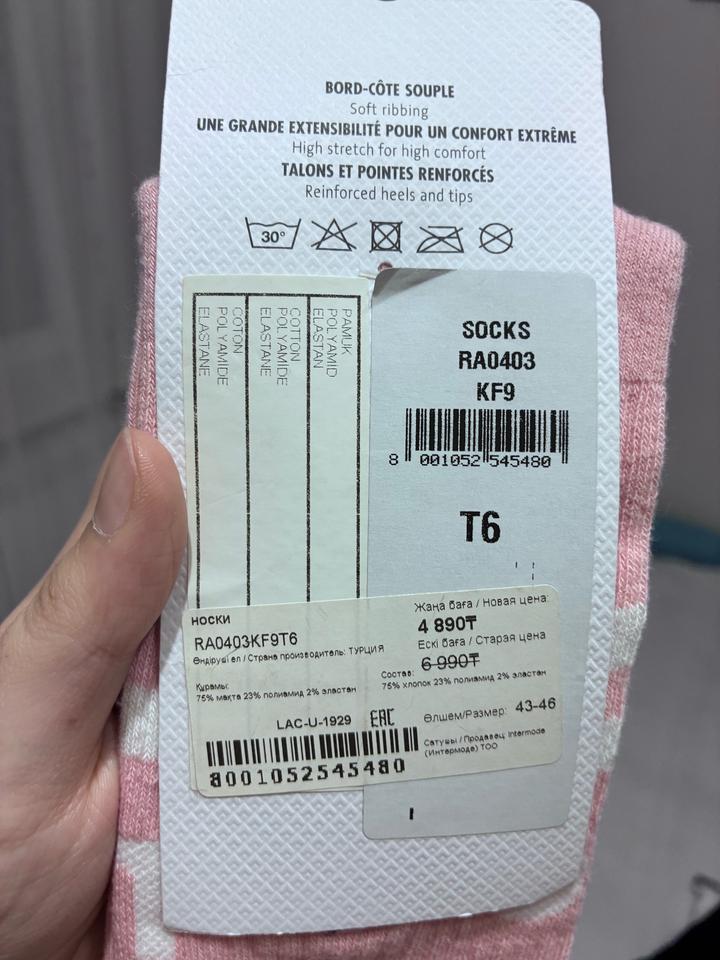 BORD-CÔTE SOUPLE
Soft ribbing
UNE GRANDE EXTENSIBILITÉ POUR UN CONFORT EXTRÊME
High stretch for high comfort
TALONS ET POINTES RENFORCÉS
Reinforced heels and tips
30°
PAMUK
POLYAMID
ELASTAN
COTTON
POLYAMIDE
ELASTANE
COTON
POLYAMIDE
ELASTANE
SOCKS
RA0403
KF9
8 001052 545480
T6
НОСКИ
RA0403KF9T6
Өндіруші ел / Страна производитель: ТУРЦИЯ
Құрамы:
75% мақта 23% полиамид 2% эластан
LAC-U-1929 EAC
8001052545480
Жаңа баға / Новая цена:
4 890₸
Ескі баға / Старая цена
6 990₸
Состав:
75% хлопок 23% полиамид 2% эластан
Өлшем/Размер: 43-46
Сатушы / Продавец: Intermode
(Интермоде) ТОО